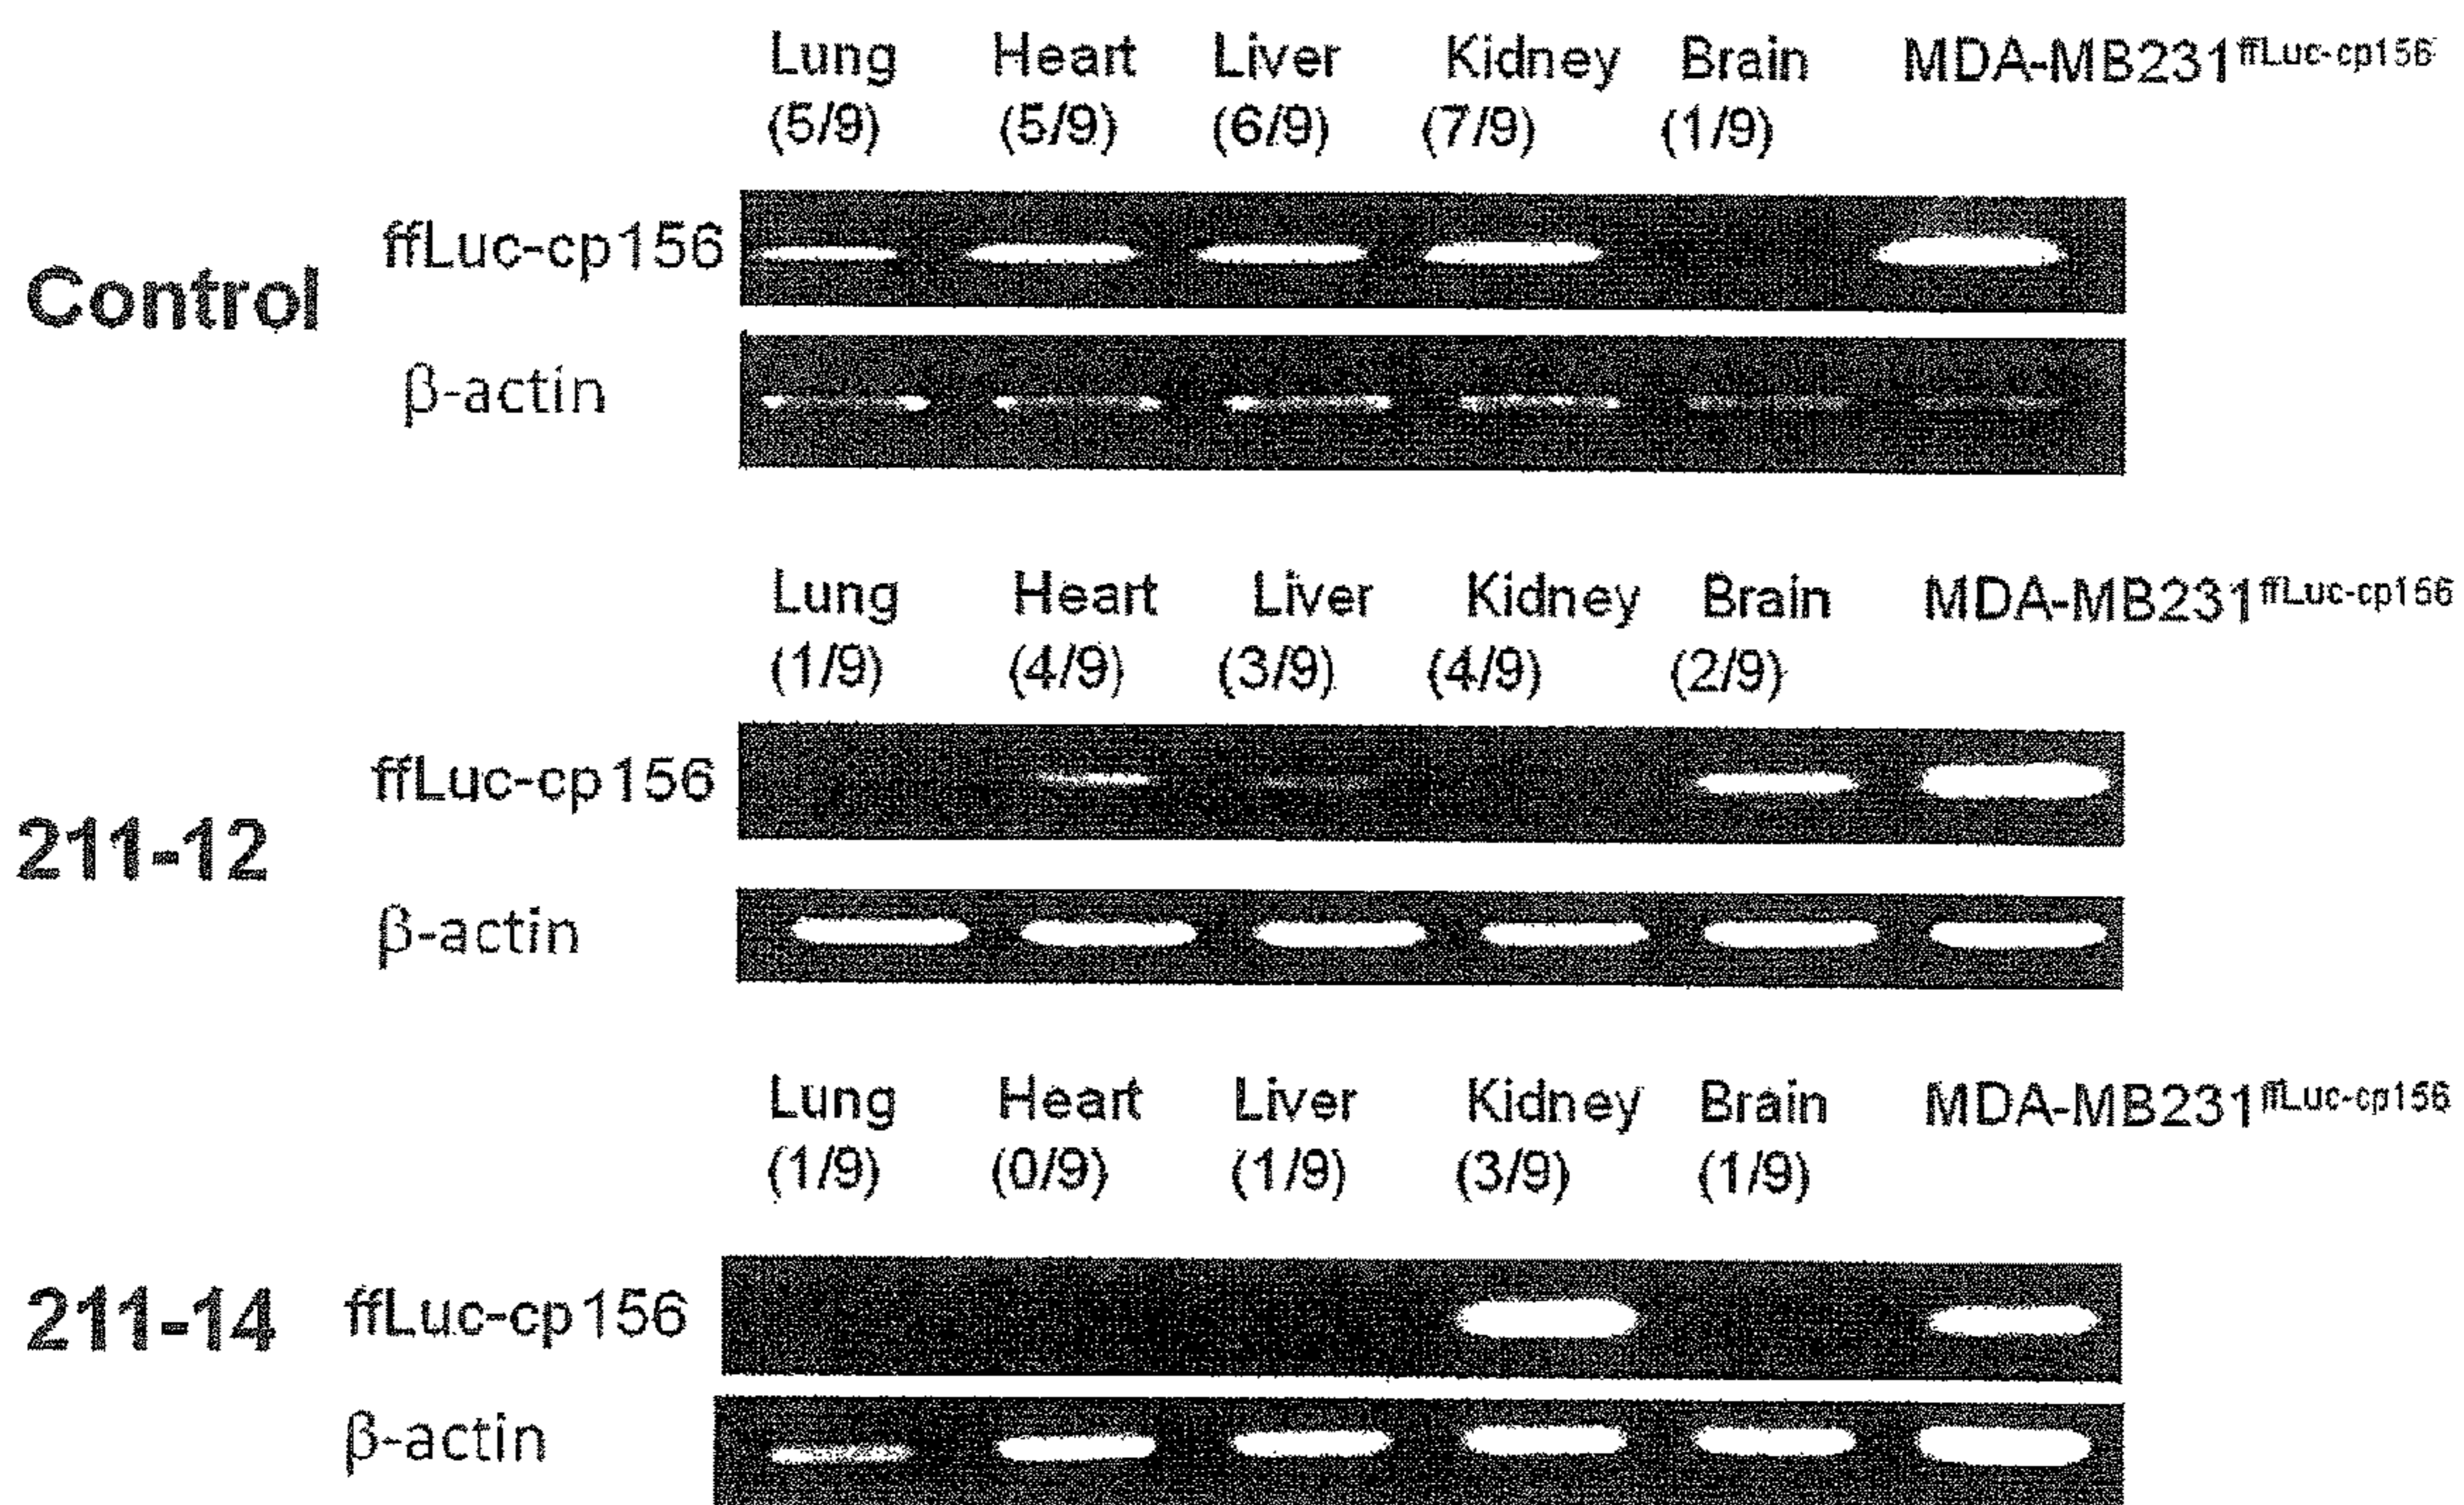 Lung Heart Liver Kidney Brain MDA-MB231ffLuc-cp156
(5/9) (5/9) (6/9) (7/9) (1/9)
ffLuc-cp156
Control
β-actin
Lung Heart Liver Kidney Brain MDA-MB231ffLuc-cp156
(1/9) (4/9) (3/9) (4/9) (2/9)
ffLuc-cp156
211-12
β-actin
Lung Heart Liver Kidney Brain MDA-MB231ffLuc-cp156
(1/9) (0/9) (1/9) (3/9) (1/9)
211-14 ffLuc-cp156
β-actin